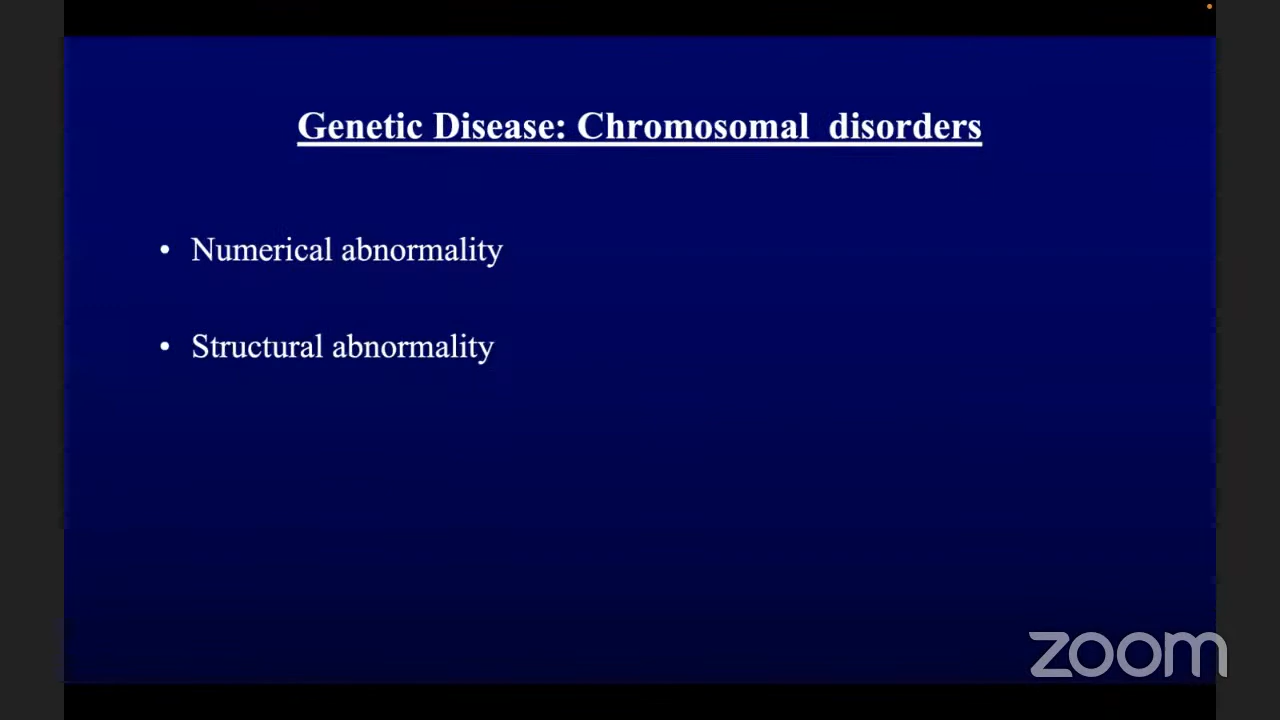 Genetic Disease: Chromosomal  disorders
• Numerical abnormality
• Structural abnormality
zoom